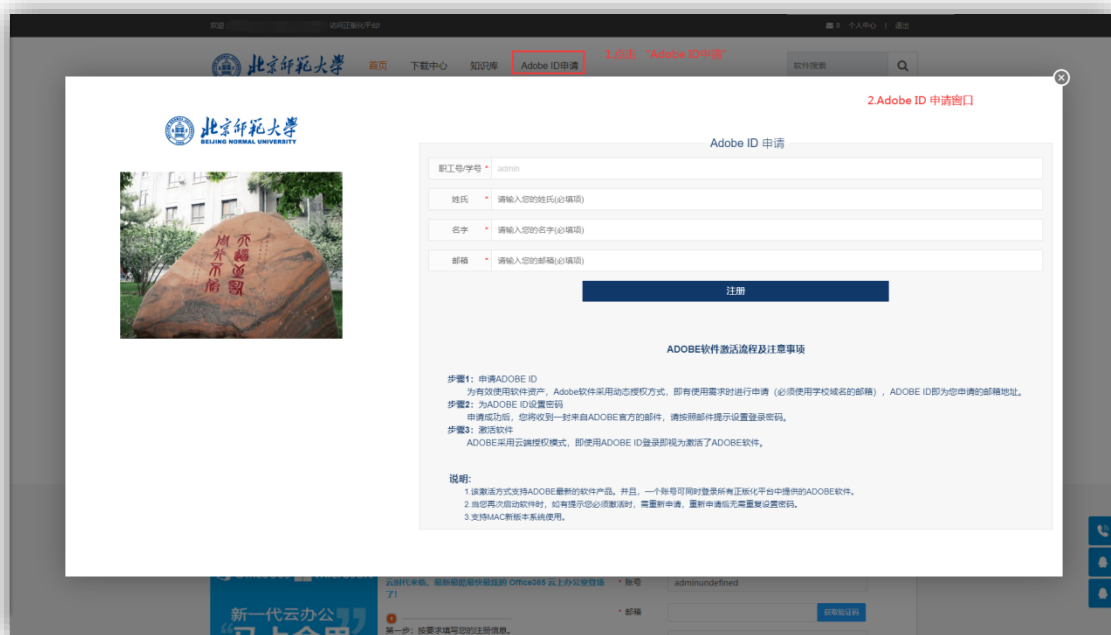 访问正版化平台!
0 个人中心 | 退出
北京师范大学
首页 下载中心 知识库 Adobe ID申请
1.点击 "Adobe ID申请"
软件搜索
2.Adobe ID 申请窗口
北京师范大学
BEIJING NORMAL UNIVERSITY
Adobe ID 申请
职工号/学号 * admin
姓氏 * 请输入您的姓氏(必填项)
名字 * 请输入您的名字(必填项)
邮箱 * 请输入您的邮箱(必填项)
注册
ADOBE软件激活流程及注意事项
步骤1：申请ADOBE ID
为有效使用软件资产，Adobe软件采用动态授权方式，即有使用需求时进行申请（必须使用学校域名的邮箱），ADOBE ID即为您申请的邮箱地址。
步骤2：为ADOBE ID设置密码
申请成功后，您将收到一封来自ADOBE官方的邮件，请按照邮件提示设置登录密码。
步骤3：激活软件
ADOBE采用云端授权模式，即使用ADOBE ID登录即视为激活了ADOBE软件。
说明:
1.该激活方式支持ADOBE最新的软件产品。并且，一个账号可同时登录所有正版化平台中提供的ADOBE软件。
2.当您再次启动软件时，如有提示您必须激活时，需重新申请，重新申请后无需重复设置密码。
3.支持MAC新版本系统使用。
Office365 云上办公室登场
了!
* 账号 adminundefined
新一代云办公
* 邮箱 获取验证码
第一步：按要求填写您的注册信息。